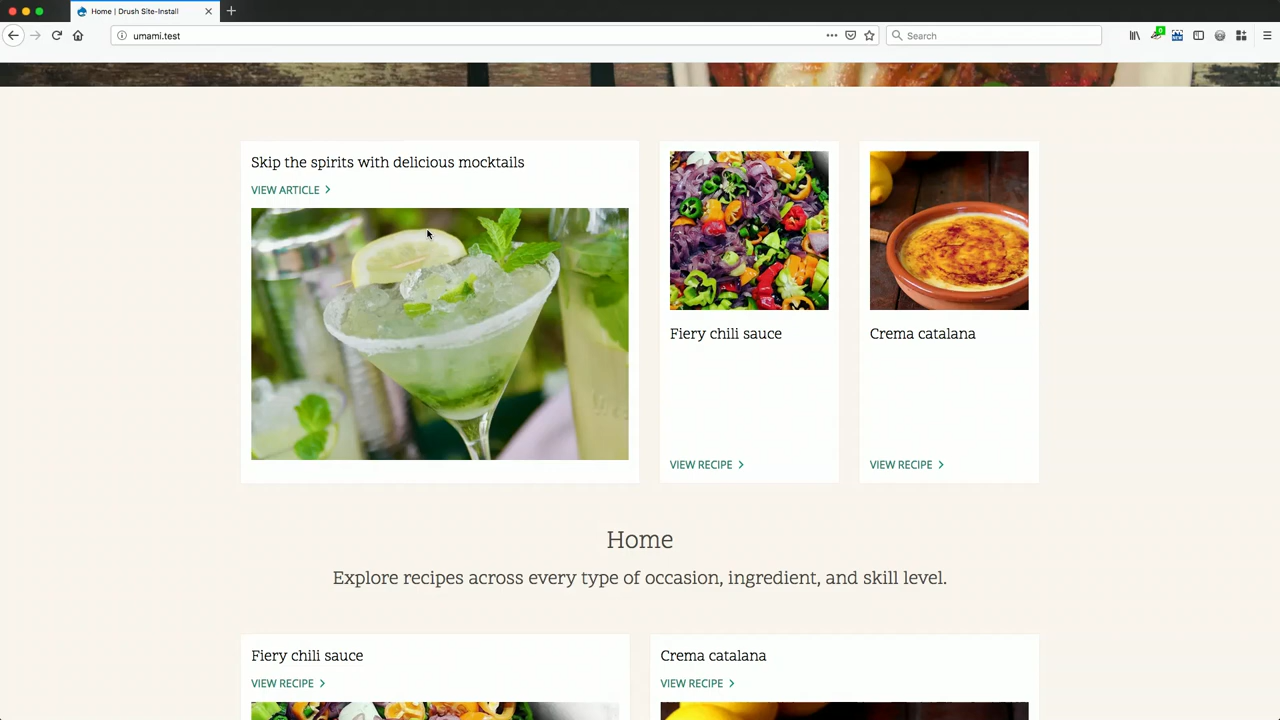 Home | Drush Site-Install
umami.test
Search
0
Skip the spirits with delicious mocktails
VIEW ARTICLE
Fiery chili sauce
VIEW RECIPE
Crema catalana
VIEW RECIPE
Home
Explore recipes across every type of occasion, ingredient, and skill level.
Fiery chili sauce
VIEW RECIPE
Crema catalana
VIEW RECIPE